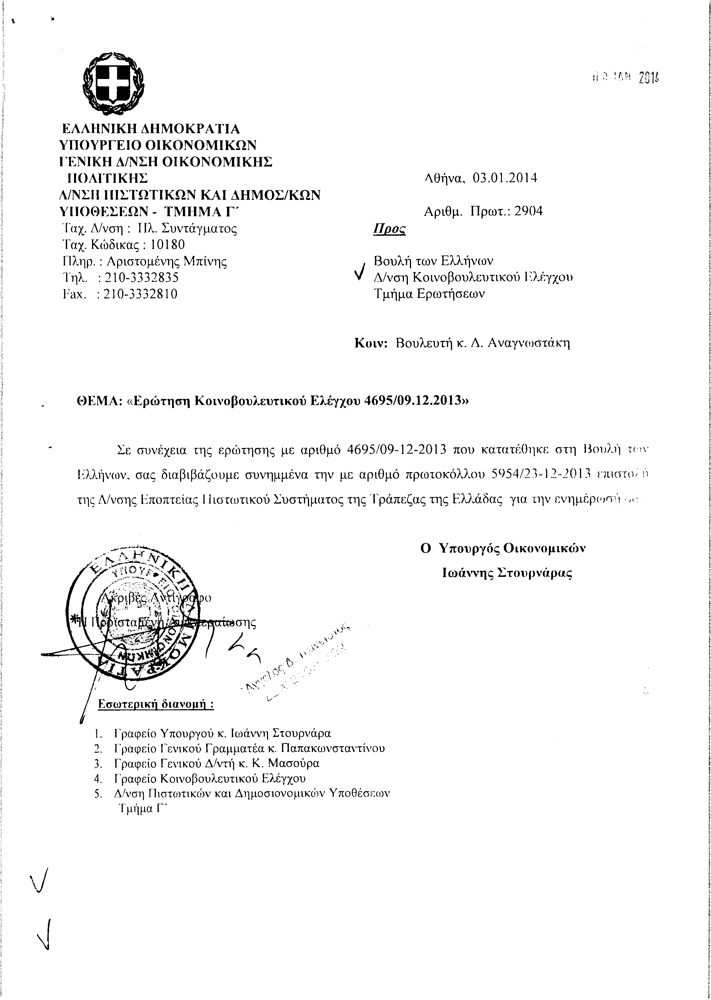 ΙΑΝ 2014
ΕΛΛΗΝΙΚΗ ΔΗΜΟΚΡΑΤΙΑ
ΥΠΟΥΡΓΕΙΟ ΟΙΚΟΝΟΜΙΚΩΝ
ΓΕΝΙΚΗ Δ/ΝΣΗ ΟΙΚΟΝΟΜΙΚΗΣ
ΠΟΛΙΤΙΚΗΣ
Δ/ΝΣΗ ΠΙΣΤΩΤΙΚΩΝ ΚΑΙ ΔΗΜΟΣ/ΚΩΝ
ΥΠΟΘΕΣΕΩΝ - ΤΜΗΜΑ Γ΄
Ταχ. Δ/νση : Πλ. Συντάγματος
Ταχ. Κώδικας : 10180
Πληρ. : Αριστομένης Μπίνης
Τηλ. : 210-3332835
Fax. : 210-3332810
Αθήνα, 03.01.2014
Αριθμ. Πρωτ.: 2904
Προς
Βουλή των Ελλήνων
Δ/νση Κοινοβουλευτικού Ελέγχου
Τμήμα Ερωτήσεων
Κοιν: Βουλευτή κ. Δ. Αναγνωστάκη
ΘΕΜΑ: «Ερώτηση Κοινοβουλευτικού Ελέγχου 4695/09.12.2013»
Σε συνέχεια της ερώτησης με αριθμό 4695/09-12-2013 που κατατέθηκε στη Βουλή των
Ελλήνων, σας διαβιβάζουμε συνημμένα την με αριθμό πρωτοκόλλου 5954/23-12-2013 επιστολή
της Δ/νσης Εποπτείας Πιστωτικού Συστήματος της Τράπεζας της Ελλάδας για την ενημέρωσή
Ο Υπουργός Οικονομικών
Ιωάννης Στουρνάρας
ΕΛΛΗΝΙΚΗ ΔΗΜΟΚΡΑΤΙΑ
ΥΠΟΥΡΓΕΙΟ ΟΙΚΟΝΟΜΙΚΩΝ
Ακριβές Αντίγραφο
Η Προϊσταμένη Διεκπεραίωσης
Άγγελος Δ.
Εσωτερική διανομή :
1. Γραφείο Υπουργού κ. Ιωάννη Στουρνάρα
2. Γραφείο Γενικού Γραμματέα κ. Παπακωνσταντίνου
3. Γραφείο Γενικού Δ/ντή κ. Κ. Μασούρα
4. Γραφείο Κοινοβουλευτικού Ελέγχου
5. Δ/νση Πιστωτικών και Δημοσιονομικών Υποθέσεων
Τμήμα Γ΄